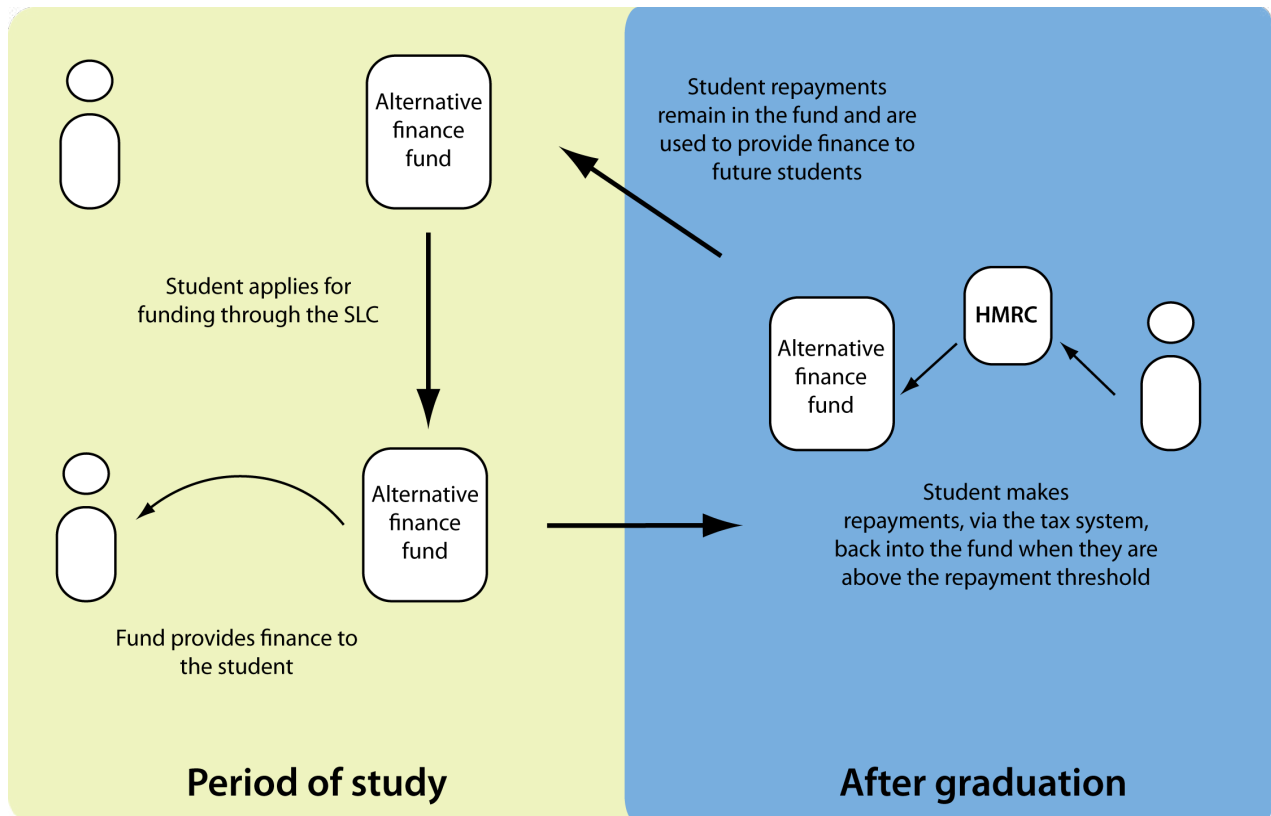 Alternative
finance
fund
Student applies for
funding through the SLC
Alternative
finance
fund
Fund provides finance to
the student
Period of study
Student repayments
remain in the fund and are
used to provide finance to
future students
HMRC
Alternative
finance
fund
Student makes
repayments, via the tax system,
back into the fund when they are
above the repayment threshold
After graduation